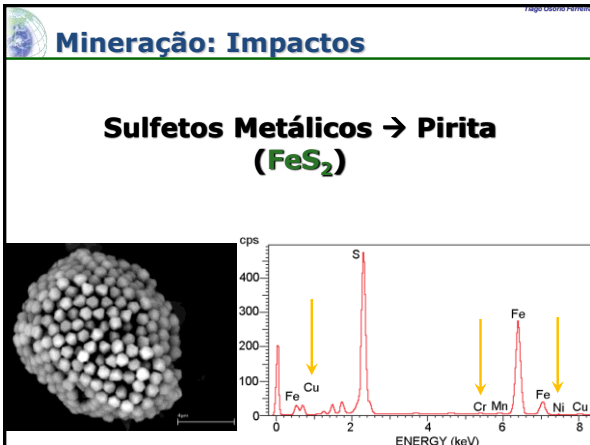 Tiago Osório Ferreira
Mineração: Impactos
Sulfetos Metálicos → Pirita
(FeS₂)
cps
S
400
300
Fe
200
100
Cu
Fe
Fe
Cr Mn
Ni Cu
0
0 2 4 6 8
ENERGY (keV)
4µm